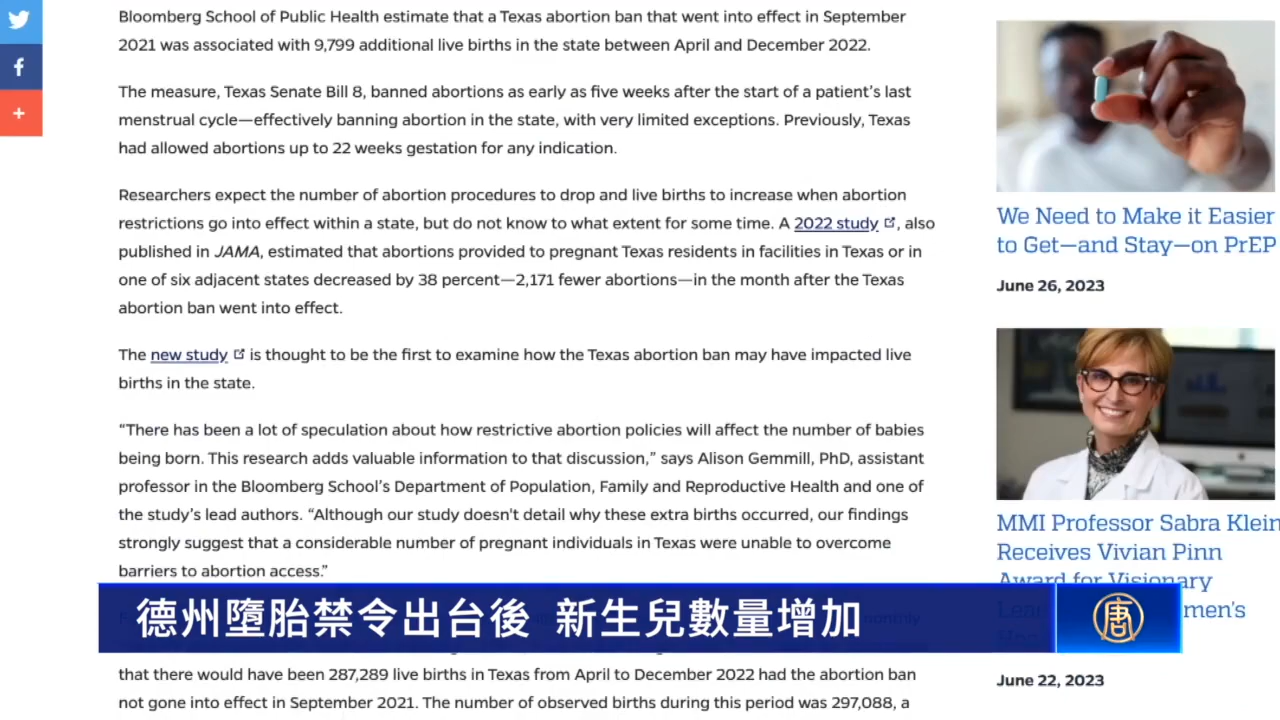 Bloomberg School of Public Health estimate that a Texas abortion ban that went into effect in September
2021 was associated with 9,799 additional live births in the state between April and December 2022.
The measure, Texas Senate Bill 8, banned abortions as early as five weeks after the start of a patient's last
menstrual cycle—effectively banning abortion in the state, with very limited exceptions. Previously, Texas
had allowed abortions up to 22 weeks gestation for any indication.
Researchers expect the number of abortion procedures to drop and live births to increase when abortion
restrictions go into effect within a state, but do not know to what extent for some time. A 2022 study, also
published in JAMA, estimated that abortions provided to pregnant Texas residents in facilities in Texas or in
one of six adjacent states decreased by 38 percent—2,171 fewer abortions—in the month after the Texas
abortion ban went into effect.
The new study is thought to be the first to examine how the Texas abortion ban may have impacted live
births in the state.
“There has been a lot of speculation about how restrictive abortion policies will affect the number of babies
being born. This research adds valuable information to that discussion,” says Alison Gemmill, PhD, assistant
professor in the Bloomberg School’s Department of Population, Family and Reproductive Health and one of
the study’s lead authors. “Although our study doesn't detail why these extra births occurred, our findings
strongly suggest that a considerable number of pregnant individuals in Texas were unable to overcome
barriers to abortion access.”
monthly
that there would have been 287,289 live births in Texas from April to December 2022 had the abortion ban
not gone into effect in September 2021. The number of observed births during this period was 297,088, a
We Need to Make it Easier
to Get—and Stay—on PrEP
June 26, 2023
MMI Professor Sabra Klein
Receives Vivian Pinn
Award for Visionary
men's
June 22, 2023
德州墮胎禁令出台後 新生兒數量增加
唐